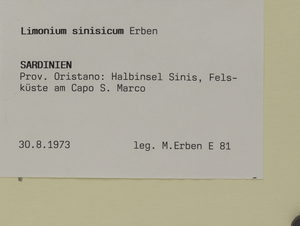 Limonium sinisicum Erben
SARDINIEN
Prov. Oristano: Halbinsel Sinis, Fels-
küste am Capo S. Marco
30.8.1973 leg. M.Erben E 81